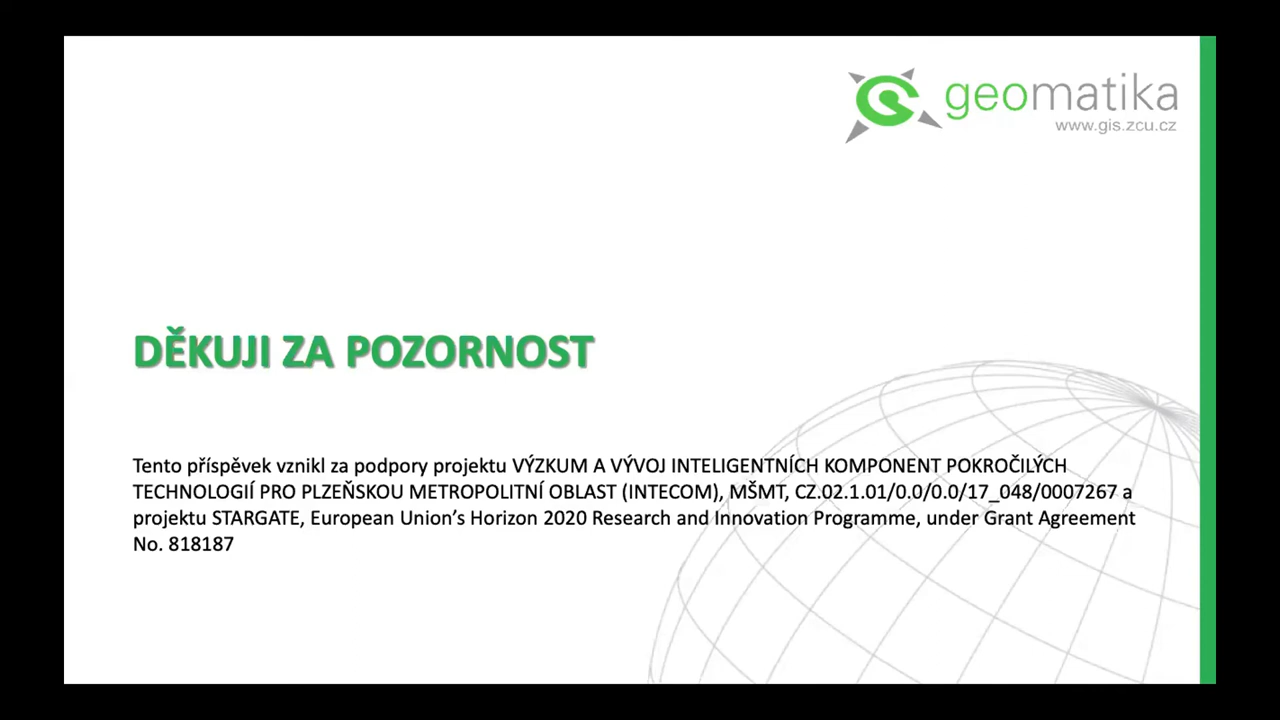 geomatika
www.gis.zcu.cz
DĚKUJI ZA POZORNOST
Tento příspěvek vznikl za podpory projektu VÝZKUM A VÝVOJ INTELIGENTNÍCH KOMPONENT POKROČILÝCH
TECHNOLOGIÍ PRO PLZEŇSKOU METROPOLITNÍ OBLAST (INTECOM), MŠMT, CZ.02.1.01/0.0/0.0/17_048/0007267 a
projektu STARGATE, European Union’s Horizon 2020 Research and Innovation Programme, under Grant Agreement
No. 818187